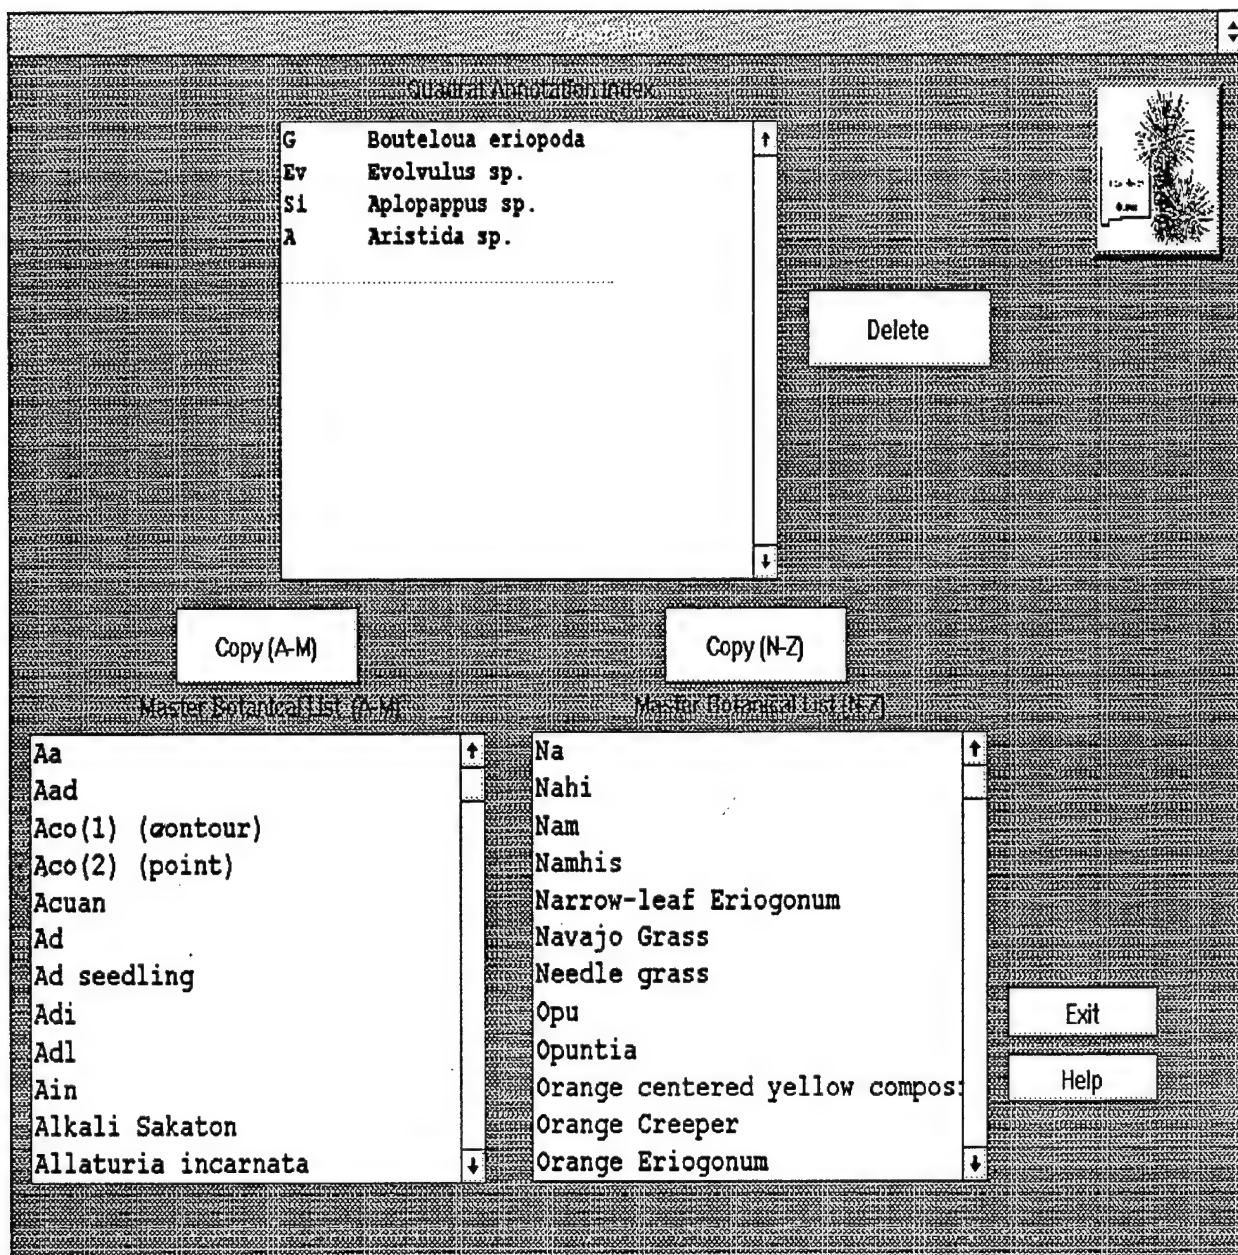 Annotation
Quadrat Annotation Index
G Bouteloua eriopoda
Ev Evolvulus sp.
Si Aplopappus sp.
A Aristida sp.
Delete
Copy (A-M)
Copy (N-Z)
Master Botanical List (A-M)
Master Botanical List (N-Z)
Aa
Aad
Aco(1) (contour)
Aco(2) (point)
Acuan
Ad
Ad seedling
Adi
Adl
Ain
Alkali Sakaton
Allaturia incarnata
Na
Nahi
Nam
Namhis
Narrow-leaf Eriogonum
Navajo Grass
Needle grass
Opu
Opuntia
Orange centered yellow compos
Orange Creeper
Orange Eriogonum
Exit
Help